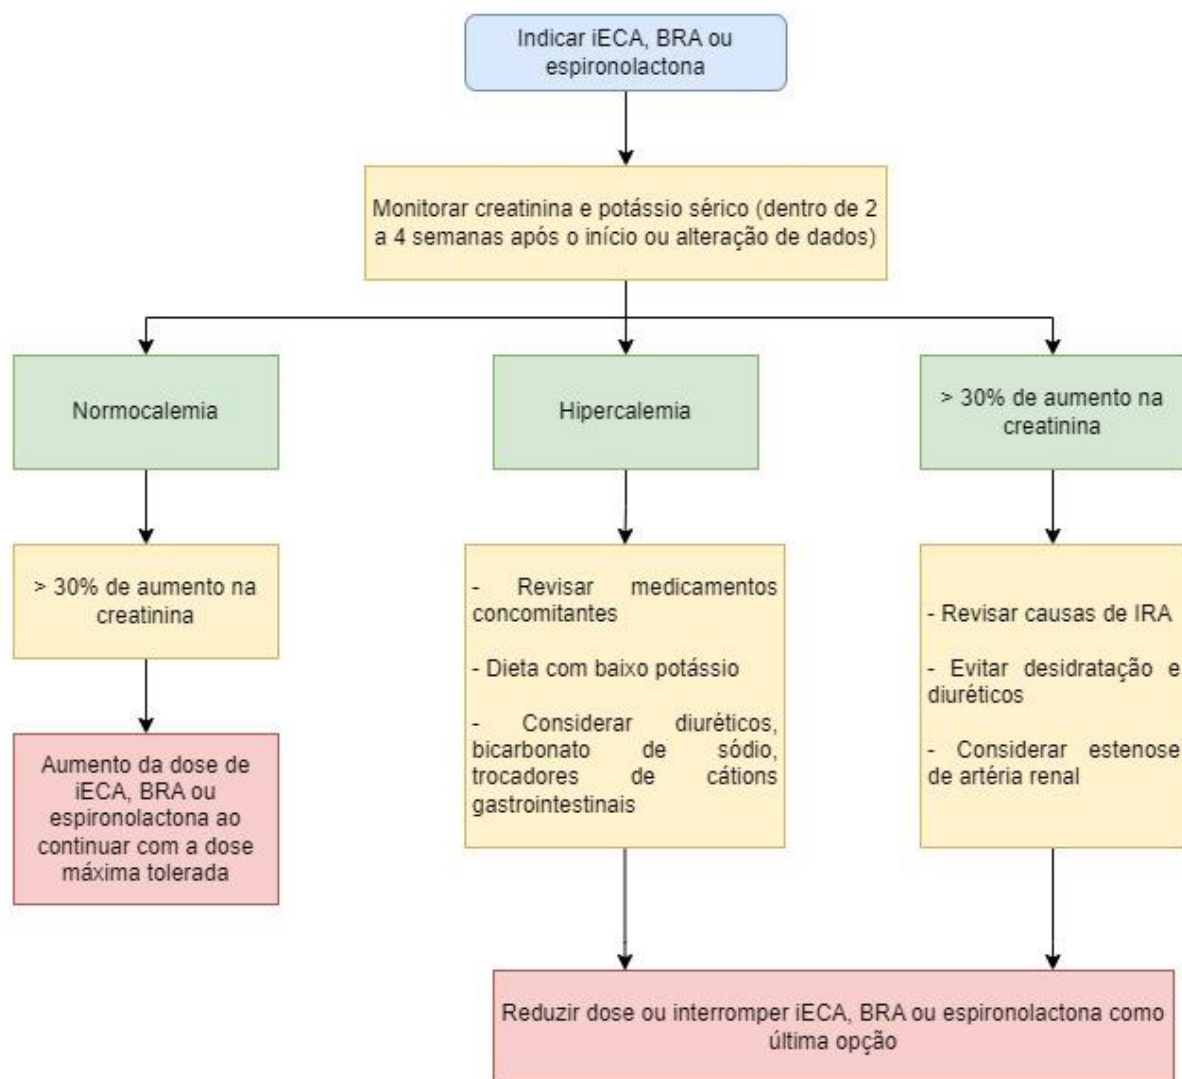 Indicar iECA, BRA ou
espironolactona
Monitorar creatinina e potássio sérico (dentro de 2
a 4 semanas após o início ou alteração de dados)
Normocalemia
Hipercalemia
> 30% de aumento na
creatinina
> 30% de aumento na
creatinina
- Revisar medicamentos
concomitantes
- Dieta com baixo potássio
- Considerar diuréticos,
bicarbonato de sódio,
trocadores de cátions
gastrointestinais
- Revisar causas de IRA
- Evitar desidratação e
diuréticos
- Considerar estenose
de artéria renal
Aumento da dose de
iECA, BRA ou
espironolactona ao
continuar com a dose
máxima tolerada
Reduzir dose ou interromper iECA, BRA ou espironolactona como
última opção